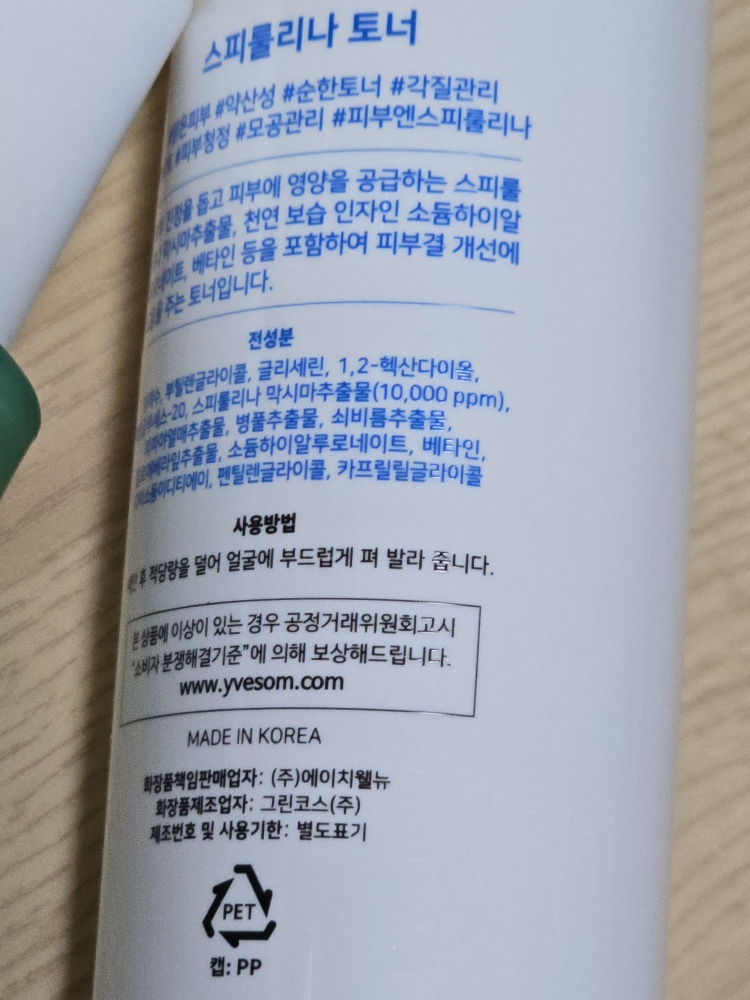 스피룰리나 토너
#약산성 #순한토너 #각질관리
#피부청정 #모공관리 #피부엔스피룰리나
돕고 피부에 영양을 공급하는 스피룰
천연 보습 인자인 소듐하이알
베타인 등을 포함하여 피부결 개선에
주는 토너입니다.
전성분
부틸렌글라이콜, 글리세린, 1,2-헥산다이올,
스피룰리나 막시마추출물(10,000 ppm),
병풀추출물, 쇠비름추출물,
소듐하이알루로네이트, 베타인,
펜틸렌글라이콜, 카프릴릴글라이콜
사용방법
후 적당량을 덜어 얼굴에 부드럽게 펴 발라 줍니다.
본 상품에 이상이 있는 경우 공정거래위원회고시
"소비자 분쟁해결기준"에 의해 보상해드립니다.
www.yvesom.com
MADE IN KOREA
화장품책임판매업자: (주)에이치웰뉴
화장품제조업자: 그린코스(주)
제조번호 및 사용기한: 별도표기
PET
캡: PP